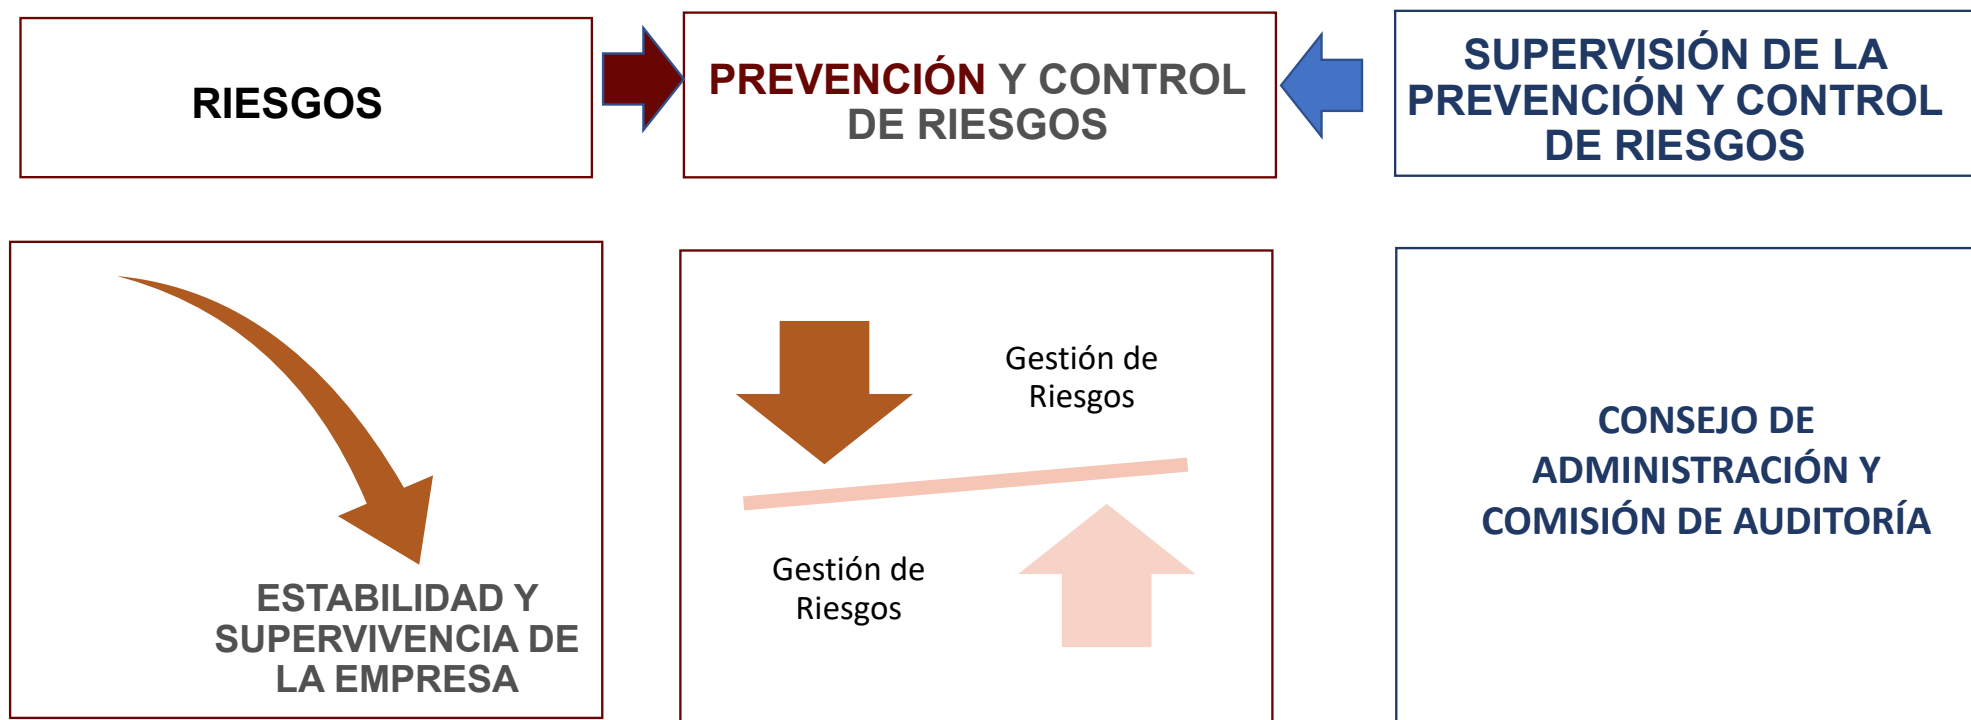 RIESGOS
PREVENCIÓN Y CONTROL
DE RIESGOS
SUPERVISIÓN DE LA
PREVENCIÓN Y CONTROL
DE RIESGOS
ESTABILIDAD Y
SUPERVIVENCIA DE
LA EMPRESA
Gestión de
Riesgos
Gestión de
Riesgos
CONSEJO DE
ADMINISTRACIÓN Y
COMISIÓN DE AUDITORÍA